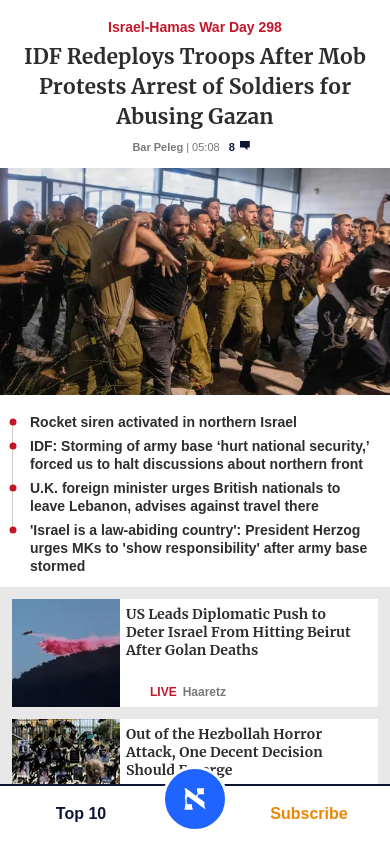 Israel-Hamas War Day 298
IDF Redeploys Troops After Mob
Protests Arrest of Soldiers for
Abusing Gazan
Bar Peleg | 05:08 8
Rocket siren activated in northern Israel
IDF: Storming of army base ‘hurt national security,’
forced us to halt discussions about northern front
U.K. foreign minister urges British nationals to
leave Lebanon, advises against travel there
'Israel is a law-abiding country': President Herzog
urges MKs to 'show responsibility' after army base
stormed
US Leads Diplomatic Push to
Deter Israel From Hitting Beirut
After Golan Deaths
LIVE Haaretz
Out of the Hezbollah Horror
Attack, One Decent Decision
Should
Top 10
Subscribe